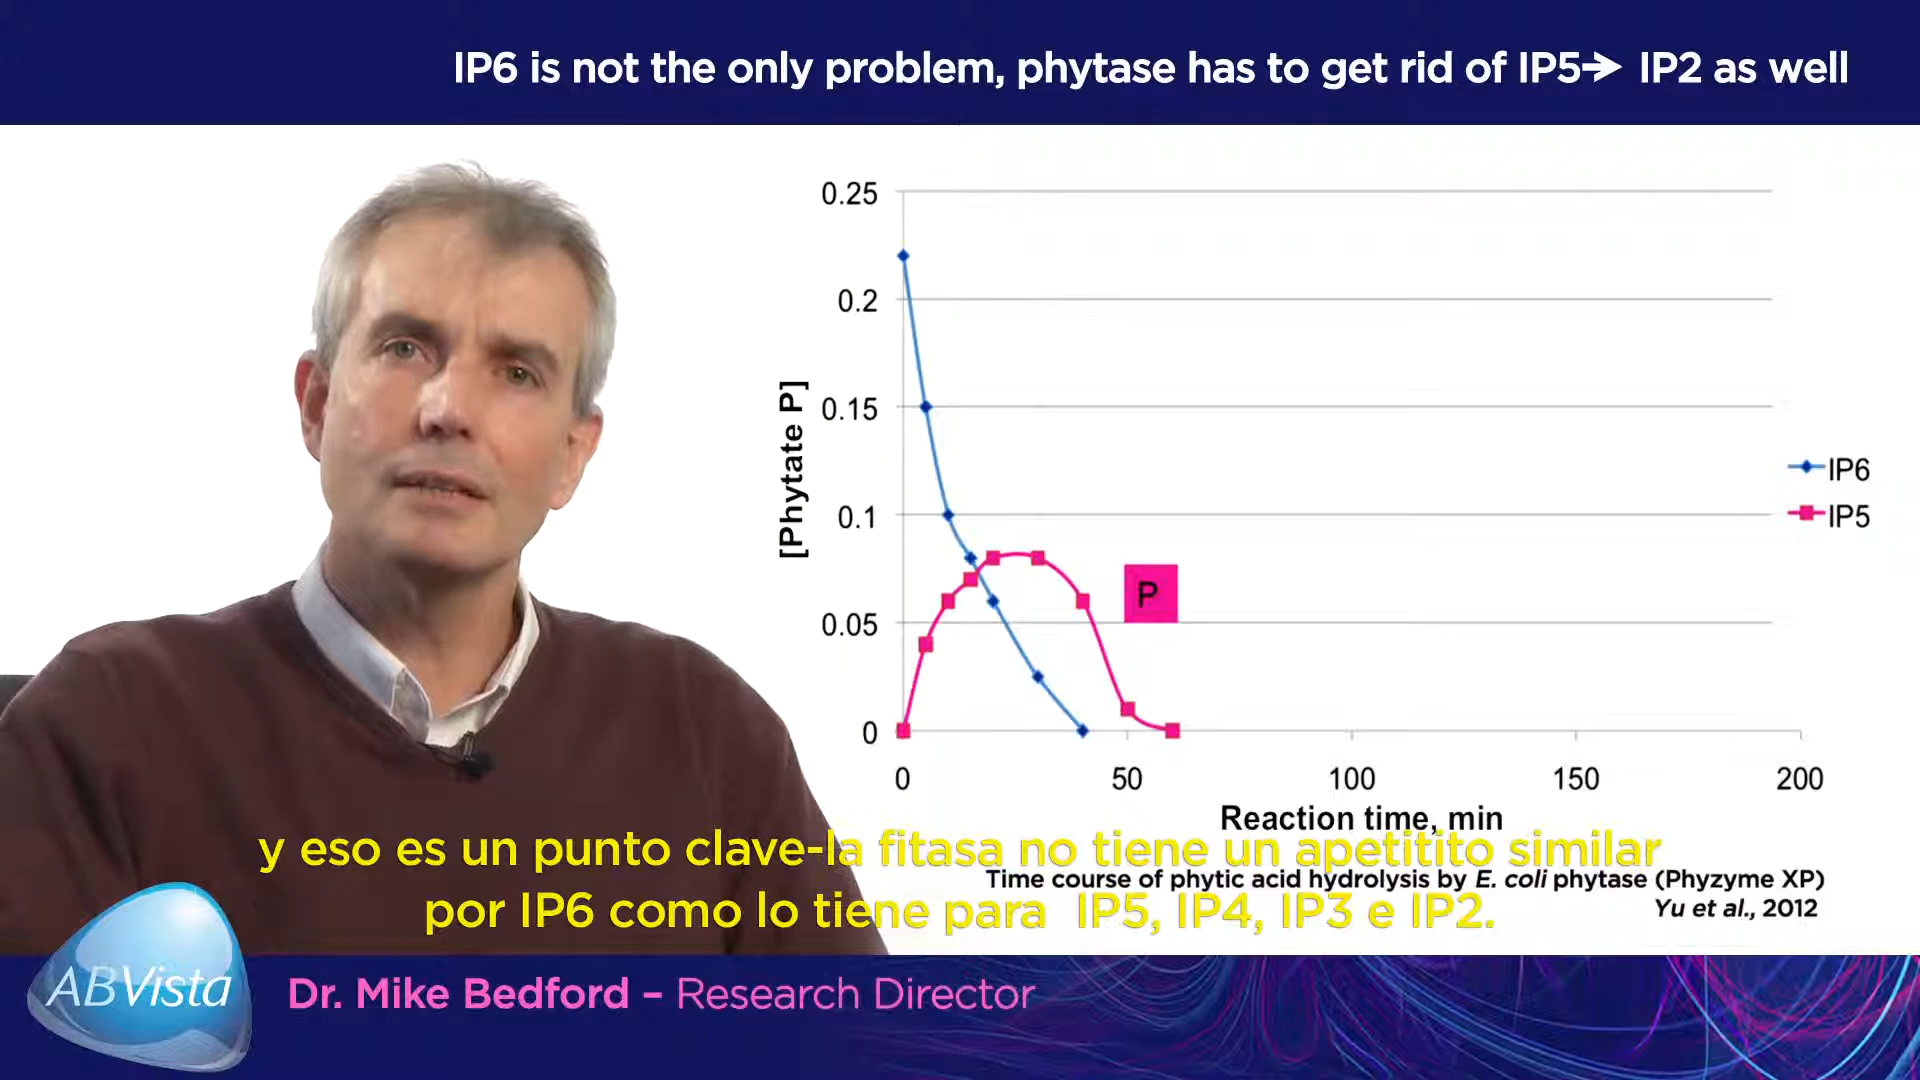 IP6 is not the only problem, phytase has to get rid of IP5→ IP2 as well
0.25
0.2
0.15
0.1
0.05
0
[Phytate P]
IP6
IP5
P
0 50 100 150 200
Reaction time, min
y eso es un punto clave-la fitasa no tiene un apetitito similar
Time course of phytic acid hydrolysis by E. coli phytase (Phyzyme XP)
por IP6 como lo tiene para IP5, IP4, IP3 e IP2.
Yu et al., 2012
ABVista
Dr. Mike Bedford – Research Director